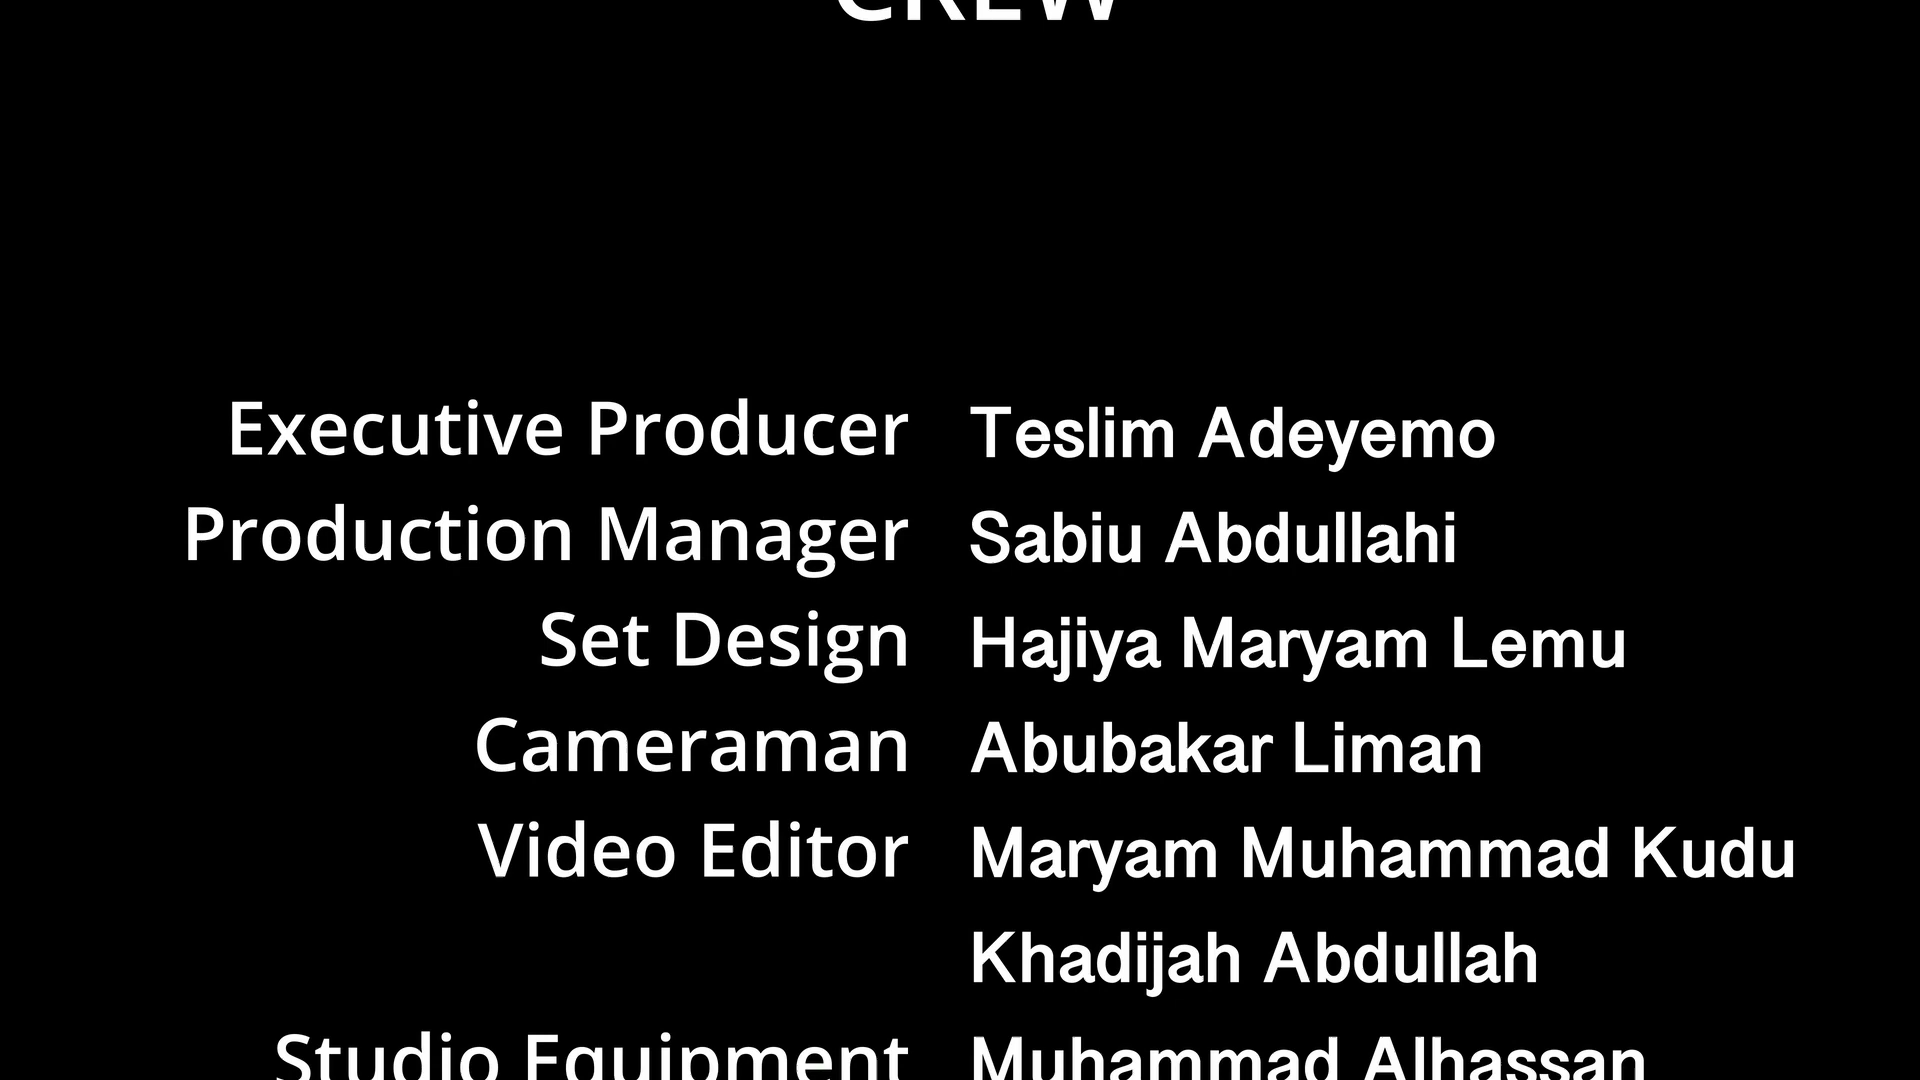 CREW
Executive Producer Teslim Adeyemo
Production Manager Sabiu Abdullahi
Set Design Hajiya Maryam Lemu
Cameraman Abubakar Liman
Video Editor Maryam Muhammad Kudu
Khadijah Abdullah
Studio Equipment Muhammad Alhassan